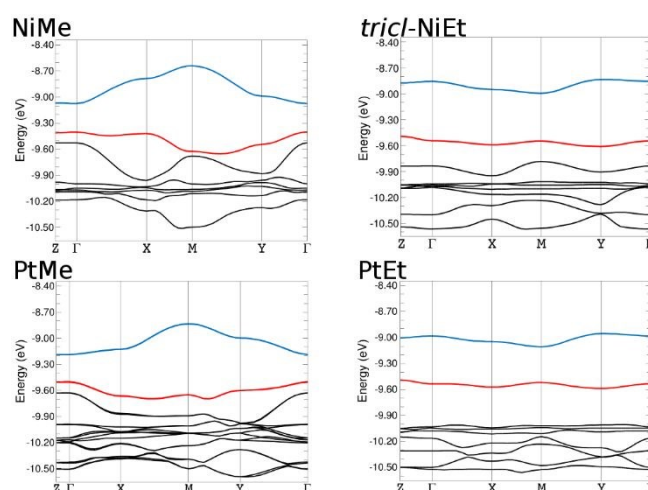 NiMe
-8.40
-8.70
-9.00
-9.30
-9.60
-9.90
-10.20
-10.50
Energy (eV)
Z Γ X M Y Γ
tricl-NiEt
-8.40
-8.70
-9.00
-9.30
-9.60
-9.90
-10.20
-10.50
Energy (eV)
Z Γ X M Y
PtMe
-8.40
-8.70
-9.00
-9.30
-9.60
-9.90
-10.20
-10.50
Energy (eV)
Z Γ X M Y Γ
PtEt
-8.40
-8.70
-9.00
-9.30
-9.60
-9.90
-10.20
-10.50
Energy (eV)
Z Γ X M Y